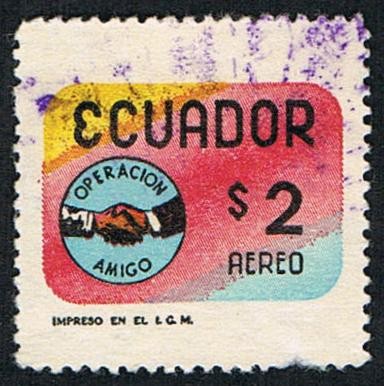 ECUADOR
OPERACION
AMIGO
$ 2
AEREO
IMPRESO EN EL I. G. M.